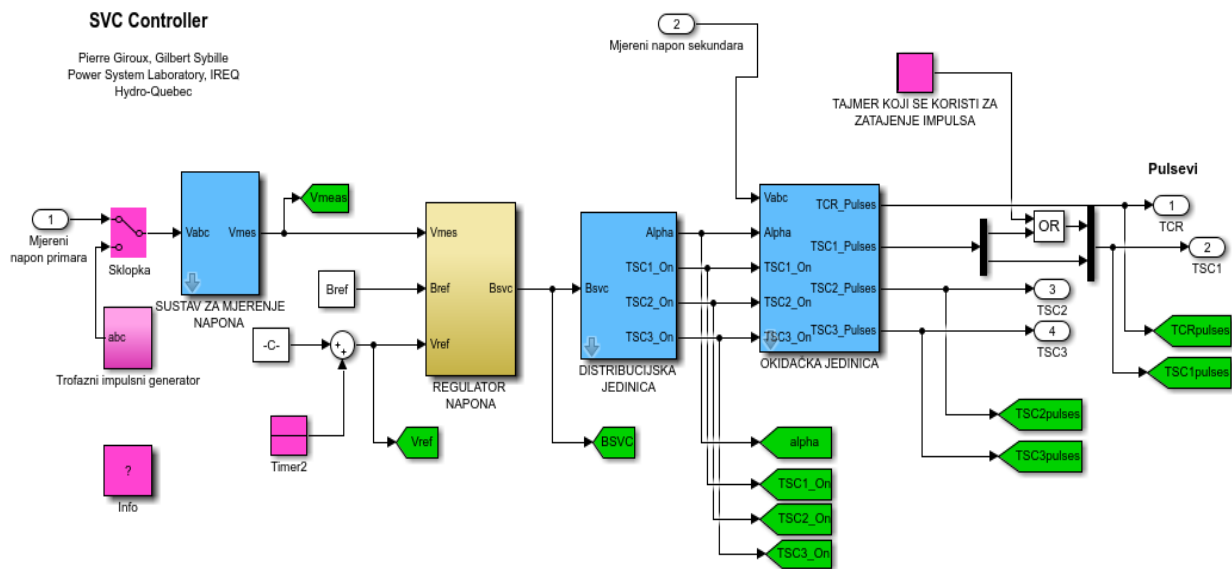 SVC Controller
Pierre Giroux, Gilbert Sybille
Power System Laboratory, IREQ
Hydro-Quebec
2
Mjereni napon sekundara
TAJMER KOJI SE KORISTI ZA
ZATAJENJE IMPULSA
Pulsevi
1
Mjereni
napon primara
Sklopka
abc
Trofazni impulsni generator
?
Info
Vabc
Vmes
SUSTAV ZA MJERENJE
NAPONA
Vmeas
Bref
-C-
++
Timer2
Vref
Vmes
Bref
Vref
Bsvc
REGULATOR
NAPONA
BSVC
Bsvc
Alpha
TSC1_On
TSC2_On
TSC3_On
DISTRIBUCIJSKA
JEDINICA
alpha
TSC1_On
TSC2_On
TSC3_On
Vabc
Alpha
TSC1_On
TSC2_On
TSC3_On
TCR_Pulses
TSC1_Pulses
TSC2_Pulses
TSC3_Pulses
OKIDAČKA JEDINICA
OR
1
TCR
2
TSC1
3
TSC2
4
TSC3
TCRpulses
TSC1pulses
TSC2pulses
TSC3pulses